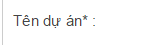 Tên dự án* :